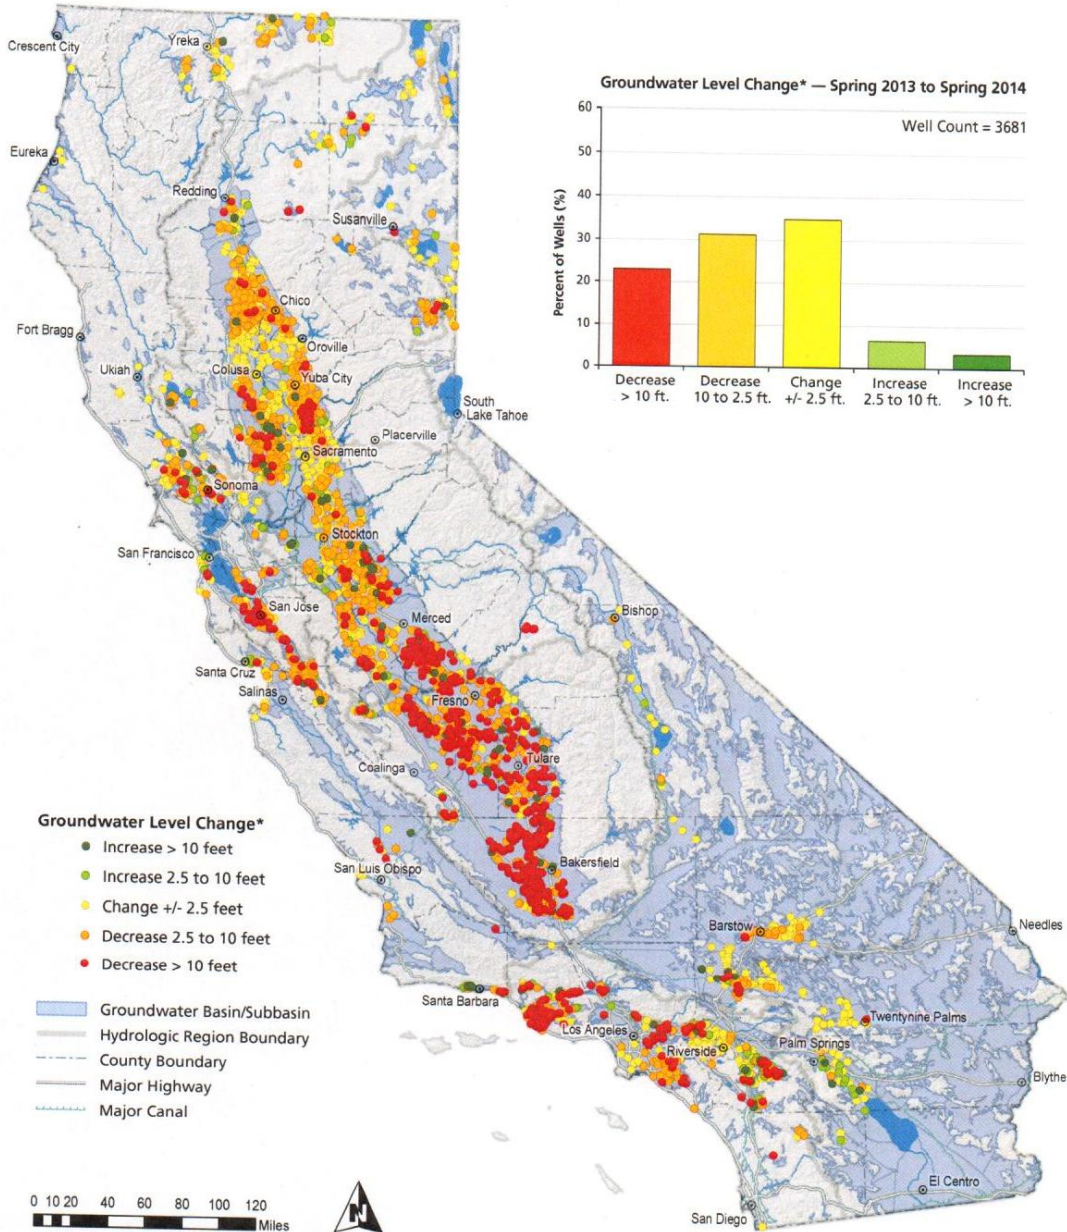 Crescent City
Yreka
Groundwater Level Change* — Spring 2013 to Spring 2014
Well Count = 3681
60
50
40
30
20
10
0
Percent of Wells (%)
Decrease
> 10 ft.
Decrease
10 to 2.5 ft.
Change
+/- 2.5 ft.
Increase
2.5 to 10 ft.
Increase
> 10 ft.
Eureka
Redding
Susanville
Chico
Fort Bragg
Oroville
Ukiah
Colusa
Yuba City
South
Lake Tahoe
Placerville
Sacramento
Sonoma
Stockton
San Francisco
San Jose
Merced
Bishop
Santa Cruz
Salinas
Fresno
Coalinga
Tulare
Groundwater Level Change*
Increase > 10 feet
Increase 2.5 to 10 feet
Change +/- 2.5 feet
Decrease 2.5 to 10 feet
Decrease > 10 feet
Groundwater Basin/Subbasin
Hydrologic Region Boundary
County Boundary
Major Highway
Major Canal
San Luis Obispo
Bakersfield
Barstow
Needles
Santa Barbara
Los Angeles
Twentynine Palms
Riverside
Palm Springs
Blythe
El Centro
San Diego
0 10 20 40 60 80 100 120
Miles
N